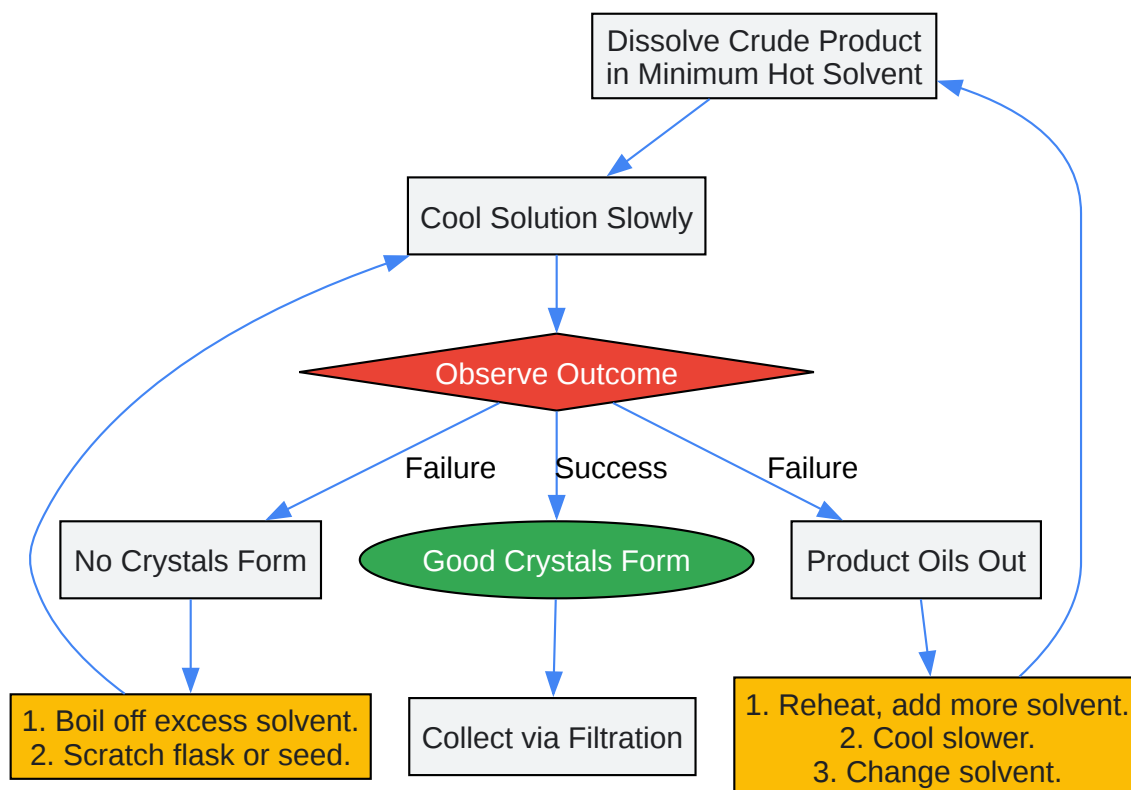 Dissolve Crude Product
in Minimum Hot Solvent
Cool Solution Slowly
Observe Outcome
Failure
Success
Failure
No Crystals Form
Good Crystals Form
Product Oils Out
1. Boil off excess solvent.
2. Scratch flask or seed.
Collect via Filtration
1. Reheat, add more solvent.
2. Cool slower.
3. Change solvent.